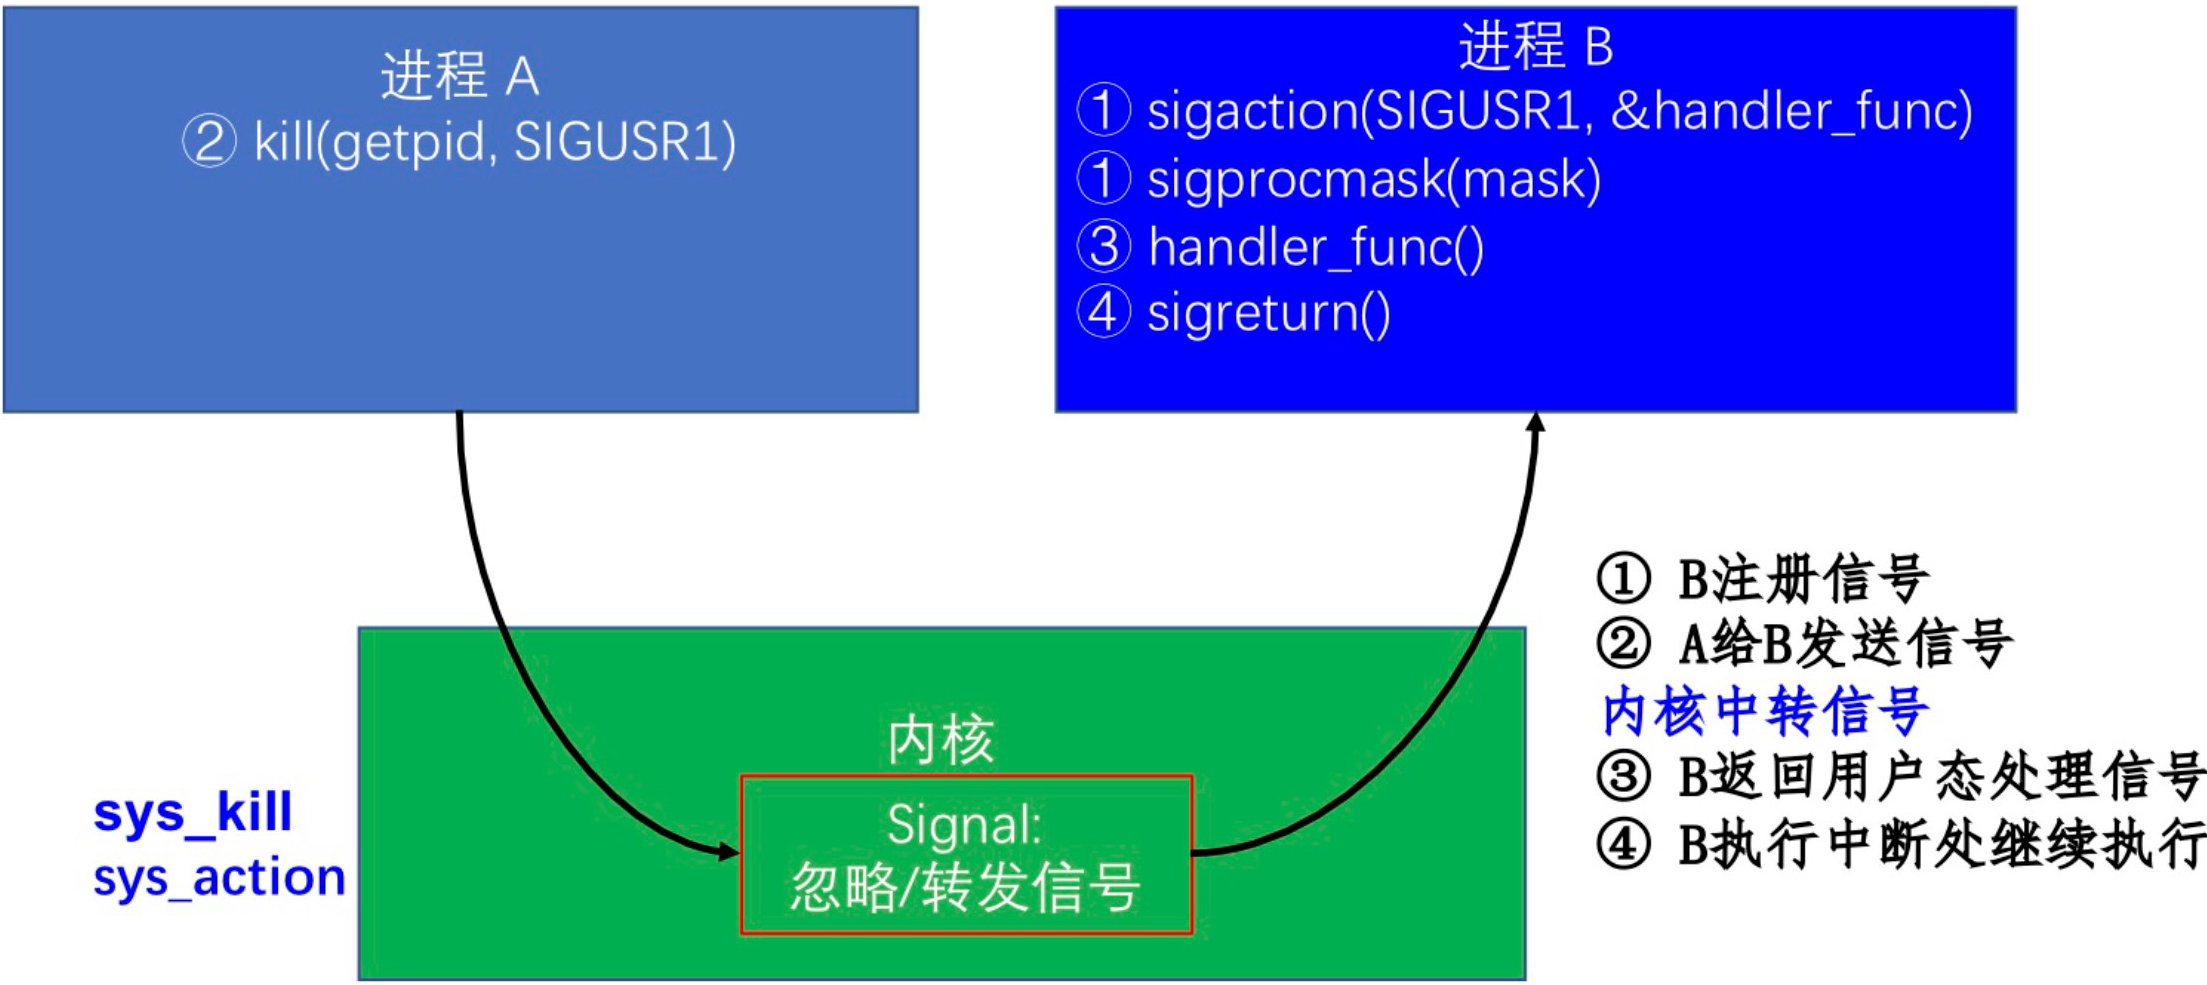 进程 A
② kill(getpid, SIGUSR1)
进程 B
① sigaction(SIGUSR1, &handler_func)
① sigprocmask(mask)
③ handler_func()
④ sigreturn()
内核
Signal:
忽略/转发信号
sys_kill
sys_action
① B注册信号
② A给B发送信号
内核中转信号
③ B返回用户态处理信号
④ B执行中断处继续执行